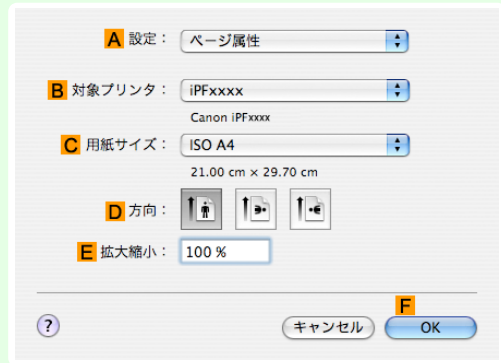 A 設定： ページ属性
B 対象プリンタ： iPFxxxx
Canon iPFxxxx
C 用紙サイズ： ISO A4
21.00 cm × 29.70 cm
D 方向：
E 拡大縮小： 100 %
F
? キャンセル OK